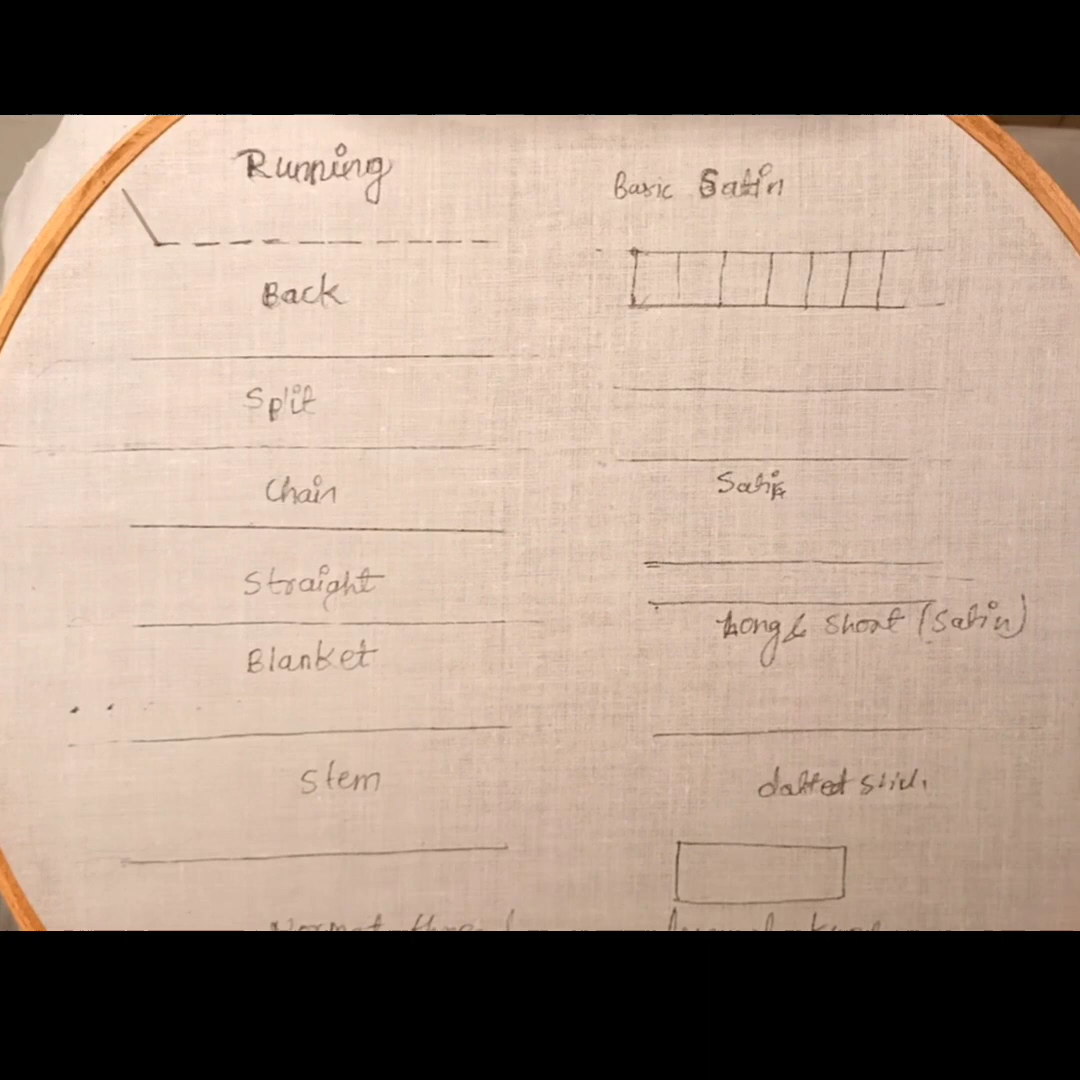 Running
Back
Split
Chain
Straight
Blanket
Stem
Basic Satin
Satin
Long & Short (Satin)